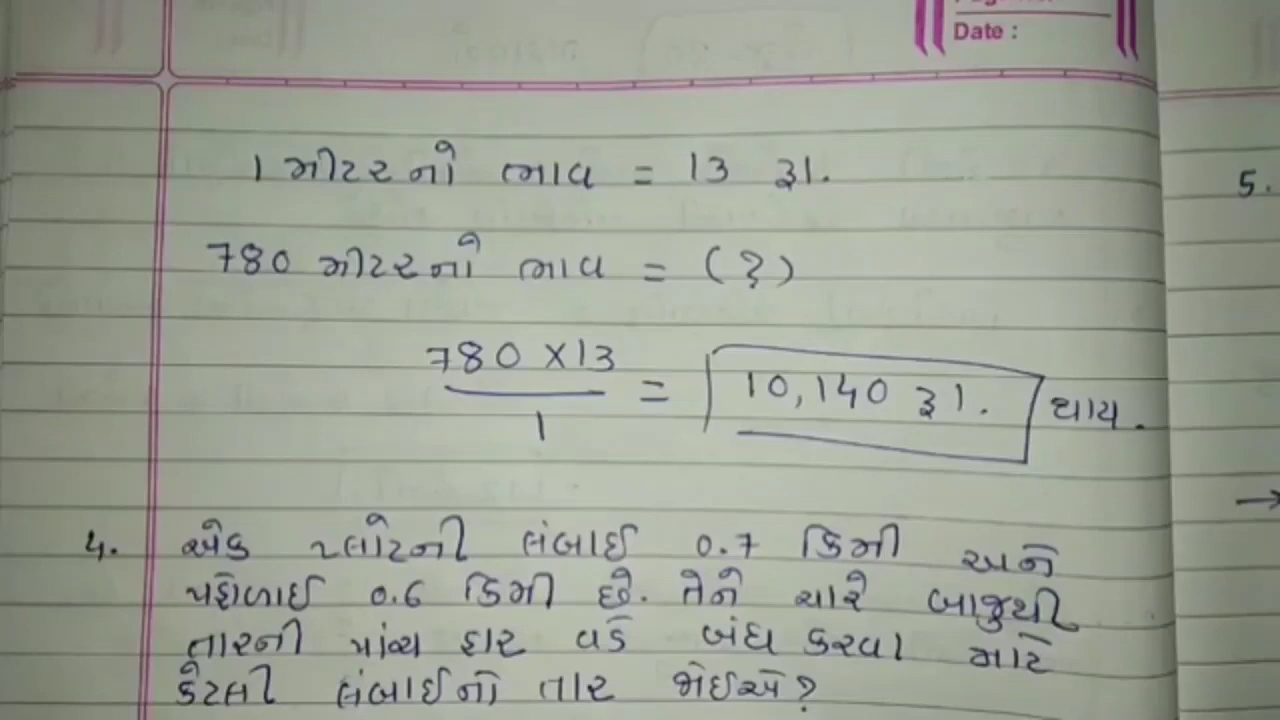 Date :
1 મીટરનો ભાવ = 13 રૂા.
780 મીટરનો ભાવ = (?)
780 X13
1
= 10,140 રૂા. થાય.
4. એક પ્લોટની લંબાઈ 0.7 કિમી અને
પહોળાઈ 0.6 કિમી છે. તેને ચારે બાજુથી
તારની પાંચ હાર વડે બંધ કરવા માટે
કેટલી લંબાઈનો તાર જોઈએ?
5.
→